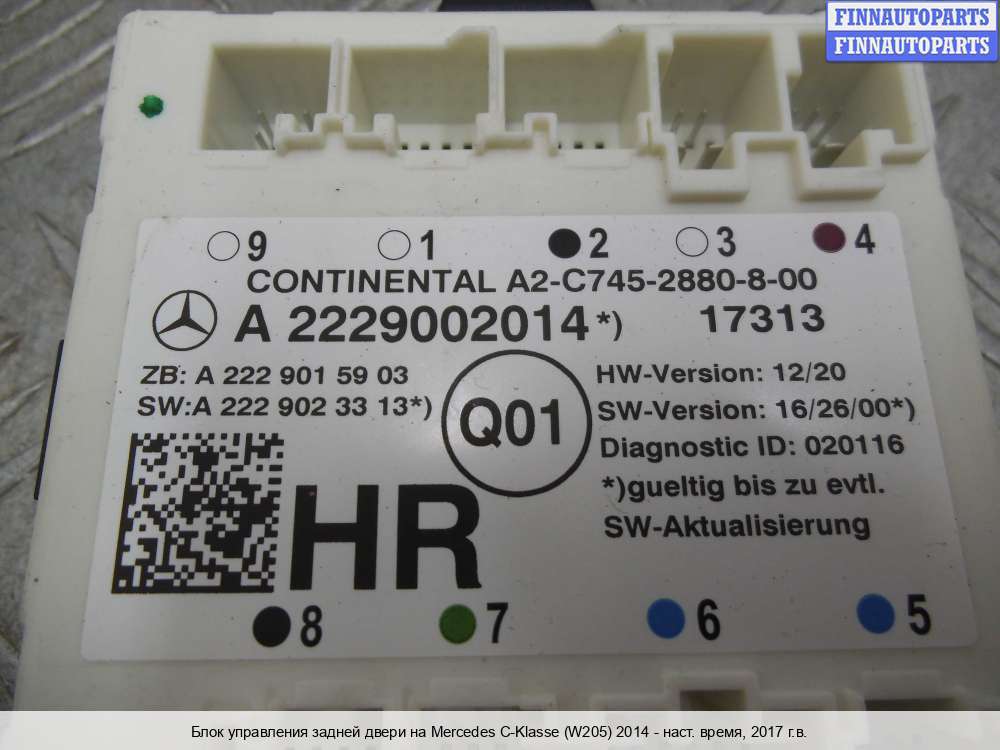 FINNAUTOPARTS
FINNAUTOPARTS
9 1 2 3 4
CONTINENTAL A2-C745-2880-8-00
A 2229002014*) 17313
ZB: A 222 901 59 03
HW-Version: 12/20
SW:A 222 902 33 13*)
Q01
SW-Version: 16/26/00*)
Diagnostic ID: 020116
*)gueltig bis zu evtl.
SW-Aktualisierung
HR
8 7 6 5
Блок управления задней двери на Mercedes C-Klasse (W205) 2014 - наст. время, 2017 г.в.